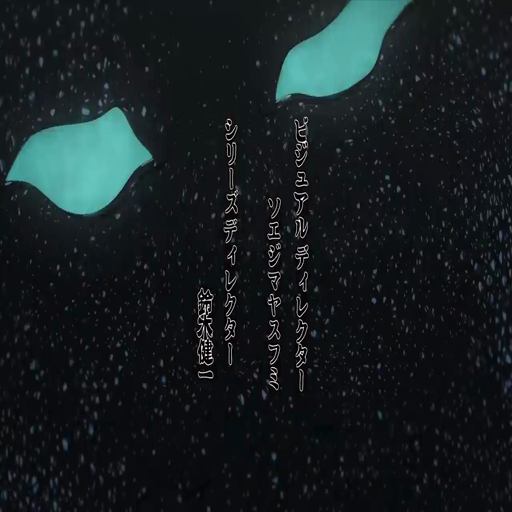 ビジュアルディレクター
ソエジマヤスフミ
シリーズディレクター
鈴木健一